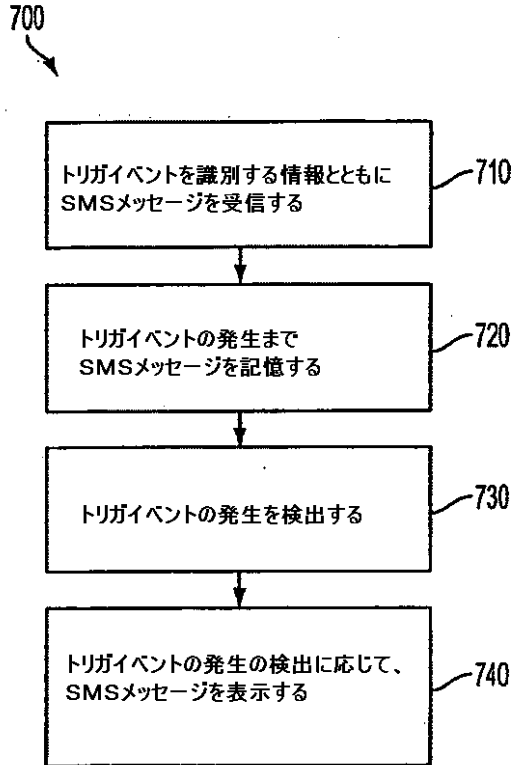 700
トリガイベントを識別する情報とともに
SMSメッセージを受信する
710
トリガイベントの発生まで
SMSメッセージを記憶する
720
トリガイベントの発生を検出する
730
トリガイベントの発生の検出に応じて、
SMSメッセージを表示する
740